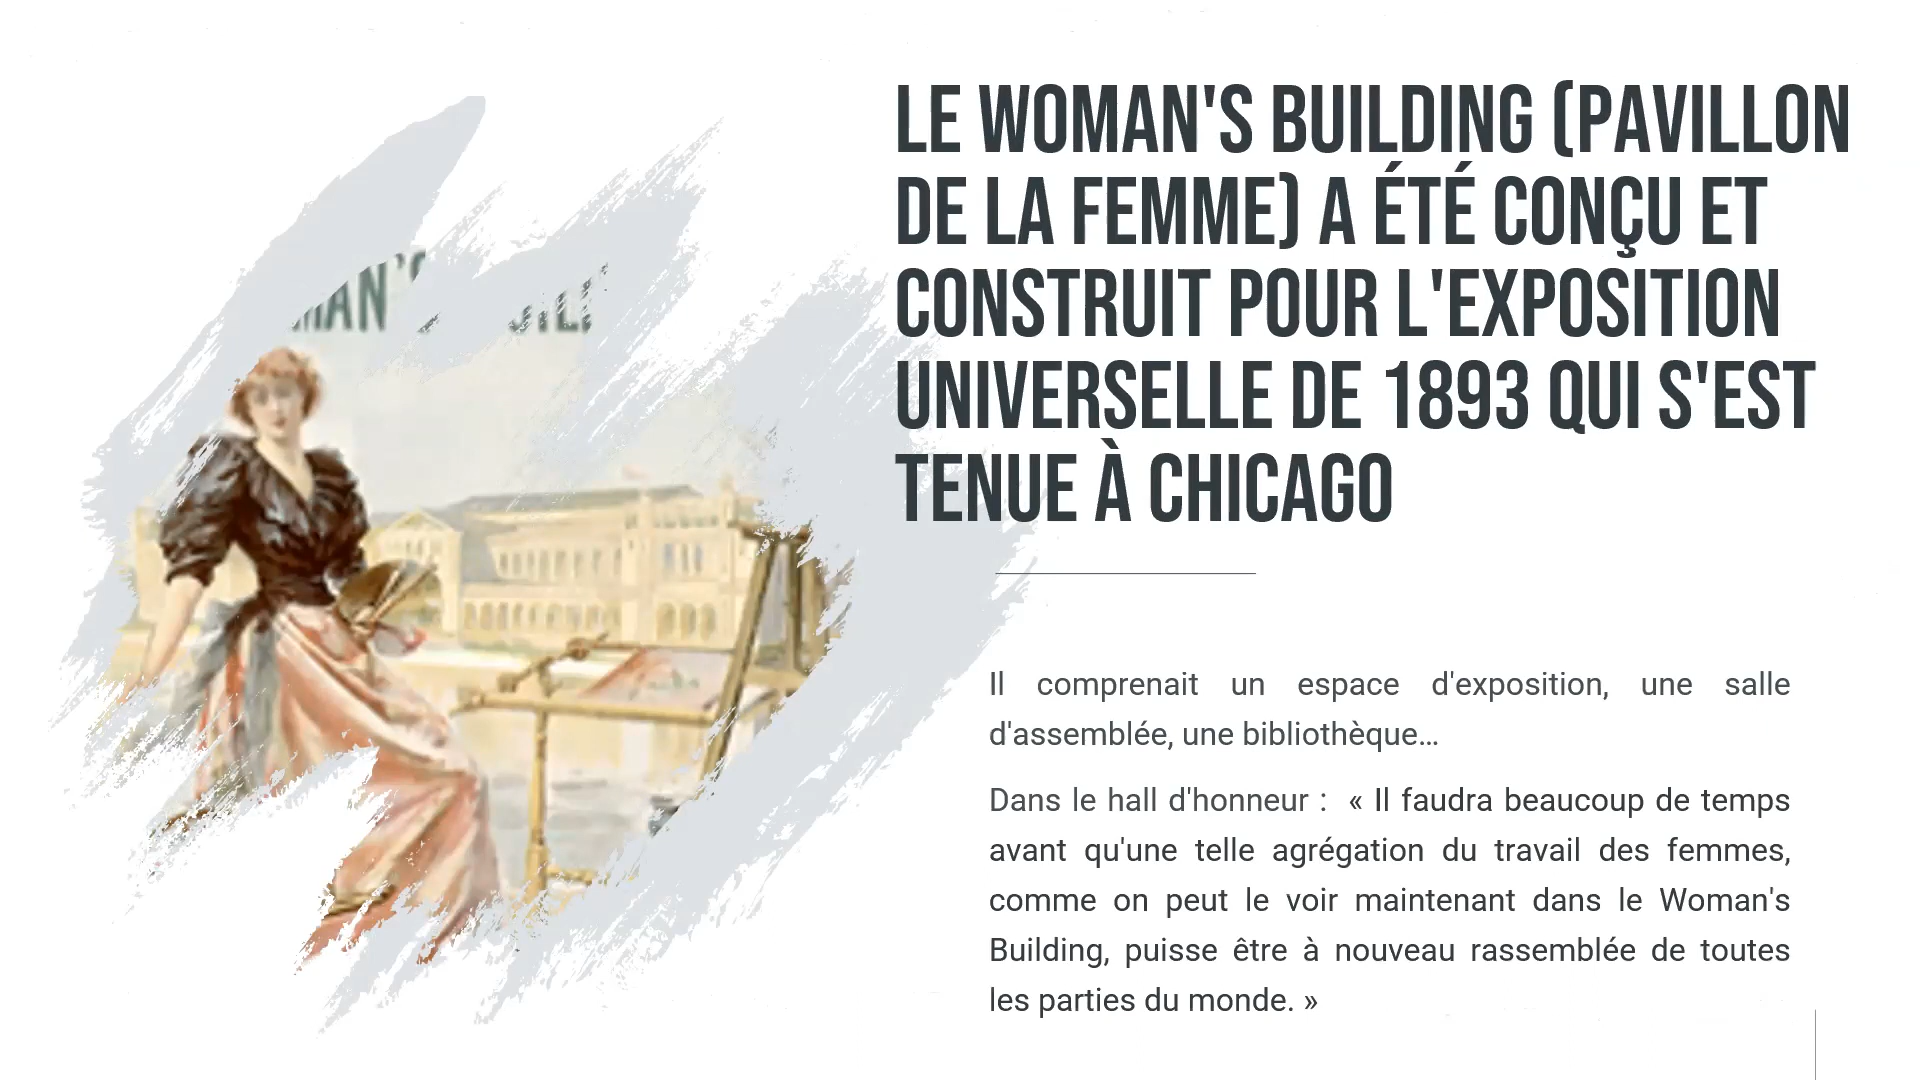 LE WOMAN'S BUILDING (PAVILLON
DE LA FEMME) A ÉTÉ CONÇU ET
CONSTRUIT POUR L'EXPOSITION
UNIVERSELLE DE 1893 QUI S'EST
TENUE À CHICAGO
Il comprenait un espace d'exposition, une salle
d'assemblée, une bibliothèque…
Dans le hall d'honneur : « Il faudra beaucoup de temps
avant qu'une telle agrégation du travail des femmes,
comme on peut le voir maintenant dans le Woman's
Building, puisse être à nouveau rassemblée de toutes
les parties du monde. »